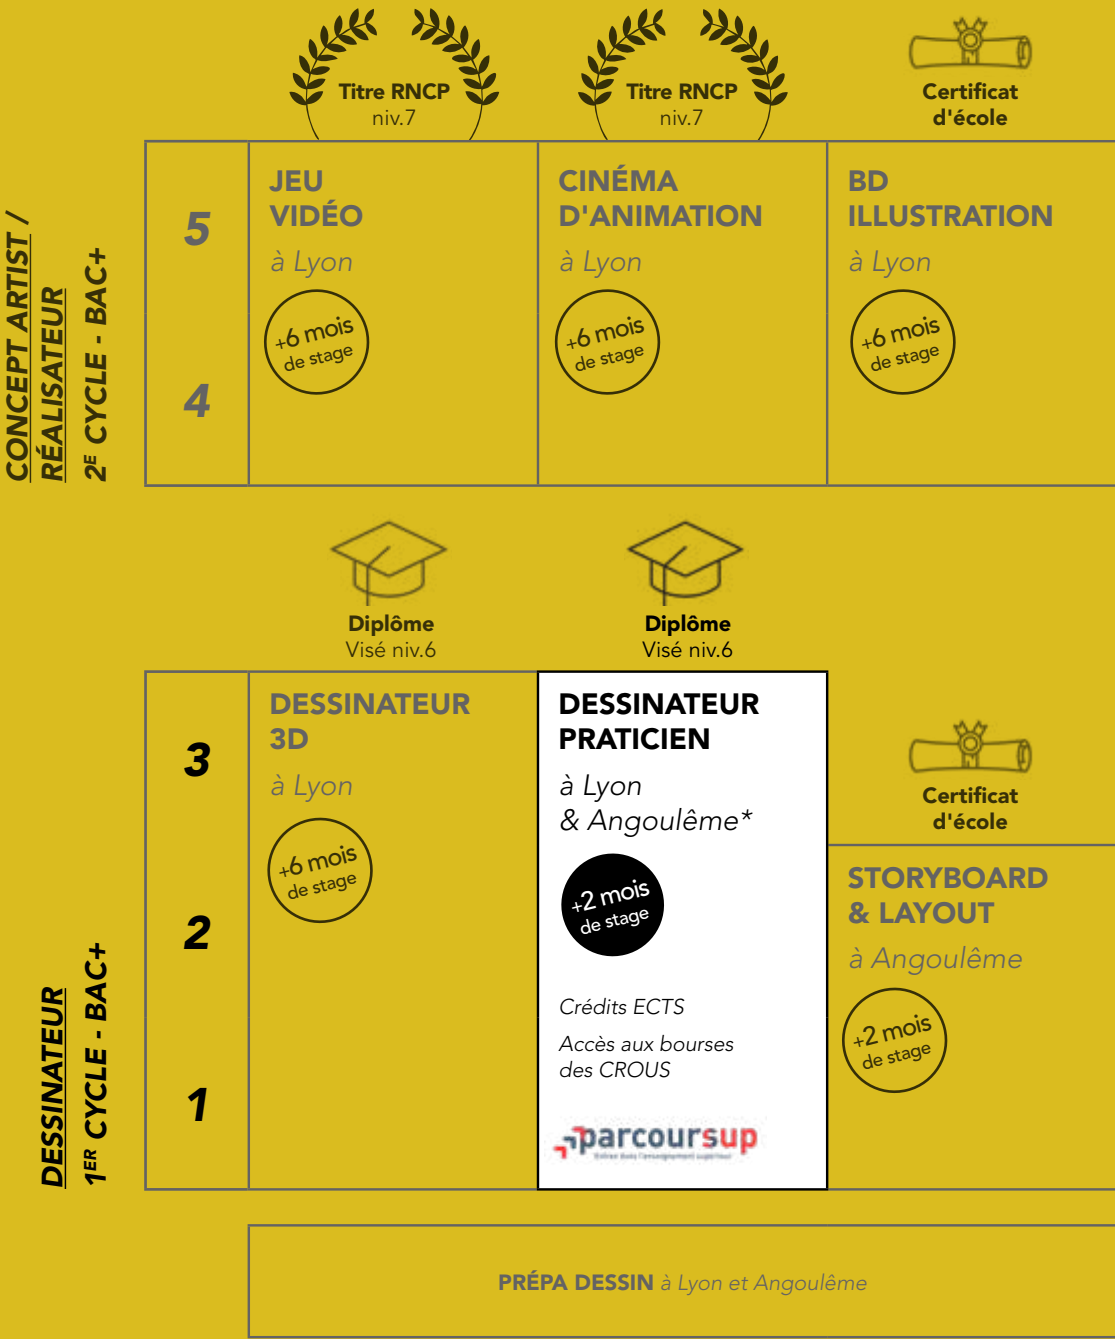 Titre RNCP
niv.7
Titre RNCP
niv.7
Certificat
d'école
CONCEPT ARTIST /
RÉALISATEUR
2E CYCLE - BAC+
5
4
JEU
VIDÉO
à Lyon
+6 mois
de stage
CINÉMA
D'ANIMATION
à Lyon
+6 mois
de stage
BD
ILLUSTRATION
à Lyon
+6 mois
de stage
Diplôme
Visé niv.6
Diplôme
Visé niv.6
DESSINATEUR
1ER CYCLE - BAC+
3
2
1
DESSINATEUR
3D
à Lyon
+6 mois
de stage
DESSINATEUR
PRATICIEN
à Lyon
& Angoulême*
+2 mois
de stage
Crédits ECTS
Accès aux bourses
des CROUS
parcoursup
Entrez dans l'enseignement supérieur
Certificat
d'école
STORYBOARD
& LAYOUT
à Angoulême
+2 mois
de stage
PRÉPA DESSIN à Lyon et Angoulême